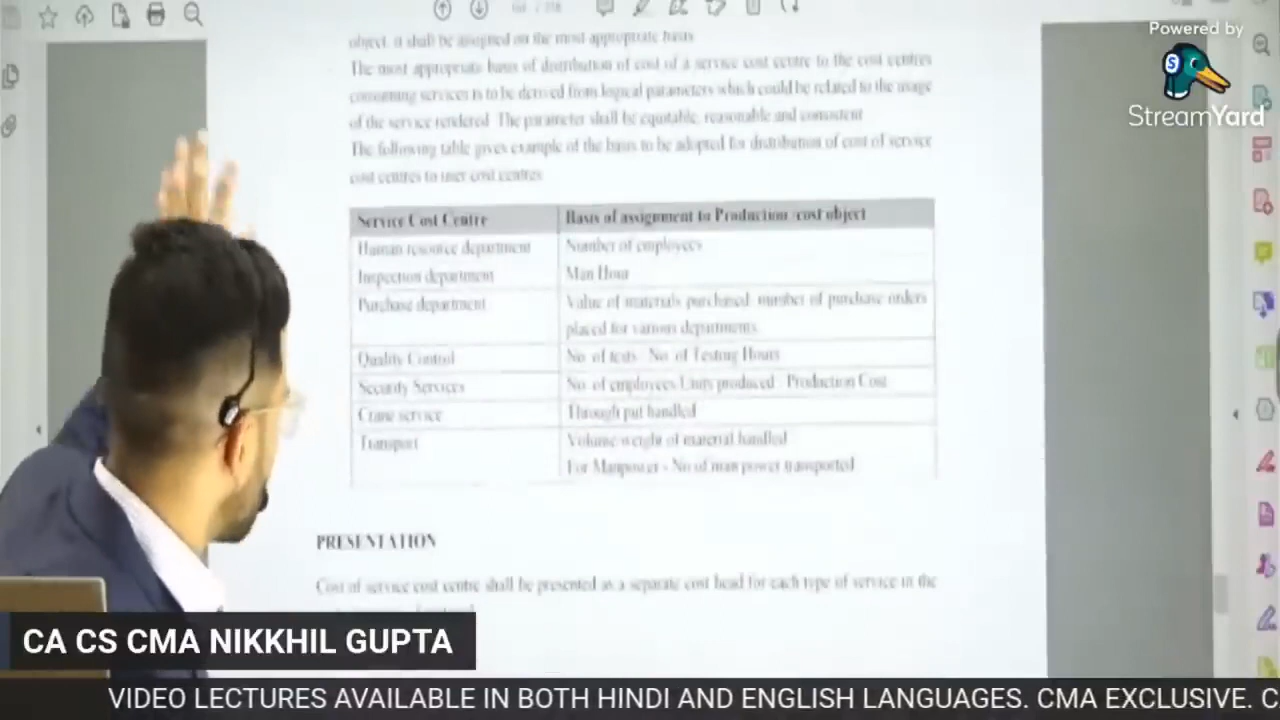 Powered by
StreamYard
object, it shall be assigned on the most appropriate basis
The most appropriate basis of distribution of cost of a service cost centre to the cost centres
consuming services is to be derived from logical parameters which could be related to the usage
of the service rendered. The parameter shall be equitable, reasonable and consistent
The following table gives example of the basis to be adopted for distribution of cost of service
cost centres to user cost centres
Service Cost Centre
Basis of assignment to Production /cost object
Human resource department
Number of employees
Inspection department
Man Hour
Purchase department
Value of materials purchased, number of purchase orders
placed for various departments.
Quality Control
No. of tests, No. of Testing Hours
Security Services
No. of employees Units produced, Production Cost
Crane service
Through put handled
Transport
Volume weight of material handled
For Manpower - No of man power transported
PRESENTATION
Cost of service cost centre shall be presented as a separate cost head for each type of service in the
CA CS CMA NIKKHIL GUPTA
VIDEO LECTURES AVAILABLE IN BOTH HINDI AND ENGLISH LANGUAGES. CMA EXCLUSIVE. C